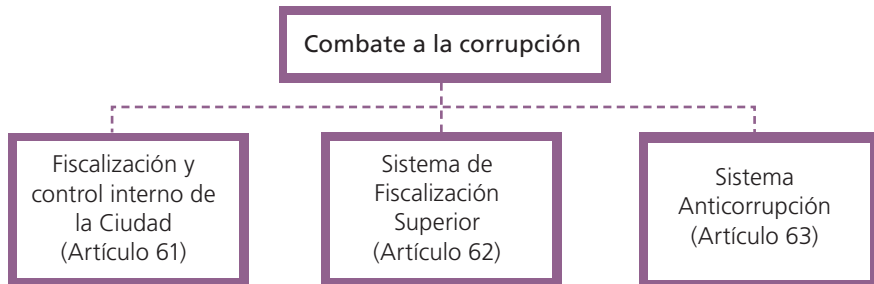 Combate a la corrupción
Fiscalización y
control interno de
la Ciudad
(Artículo 61)
Sistema de
Fiscalización
Superior
(Artículo 62)
Sistema
Anticorrupción
(Artículo 63)